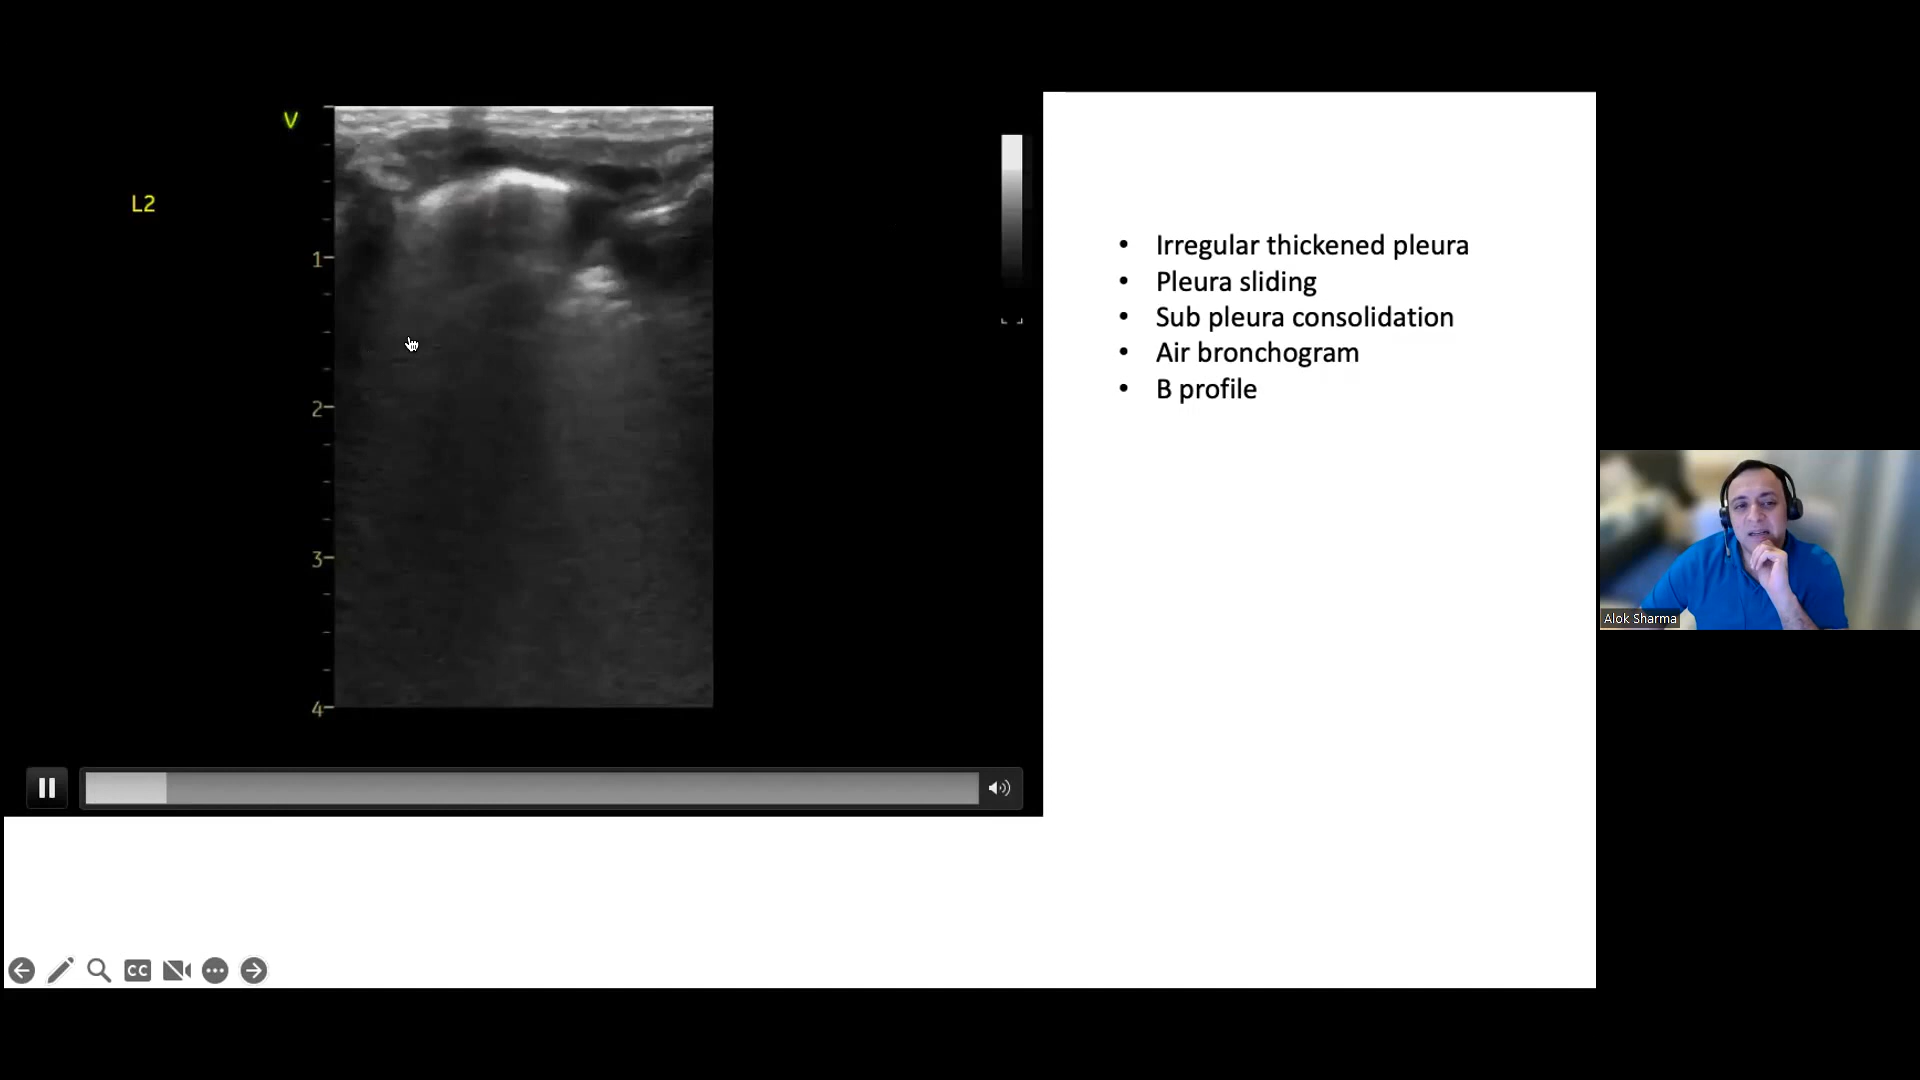 V
L2
1
2
3
4
• Irregular thickened pleura
• Pleura sliding
• Sub pleura consolidation
• Air bronchogram
• B profile
Alok Sharma
CC